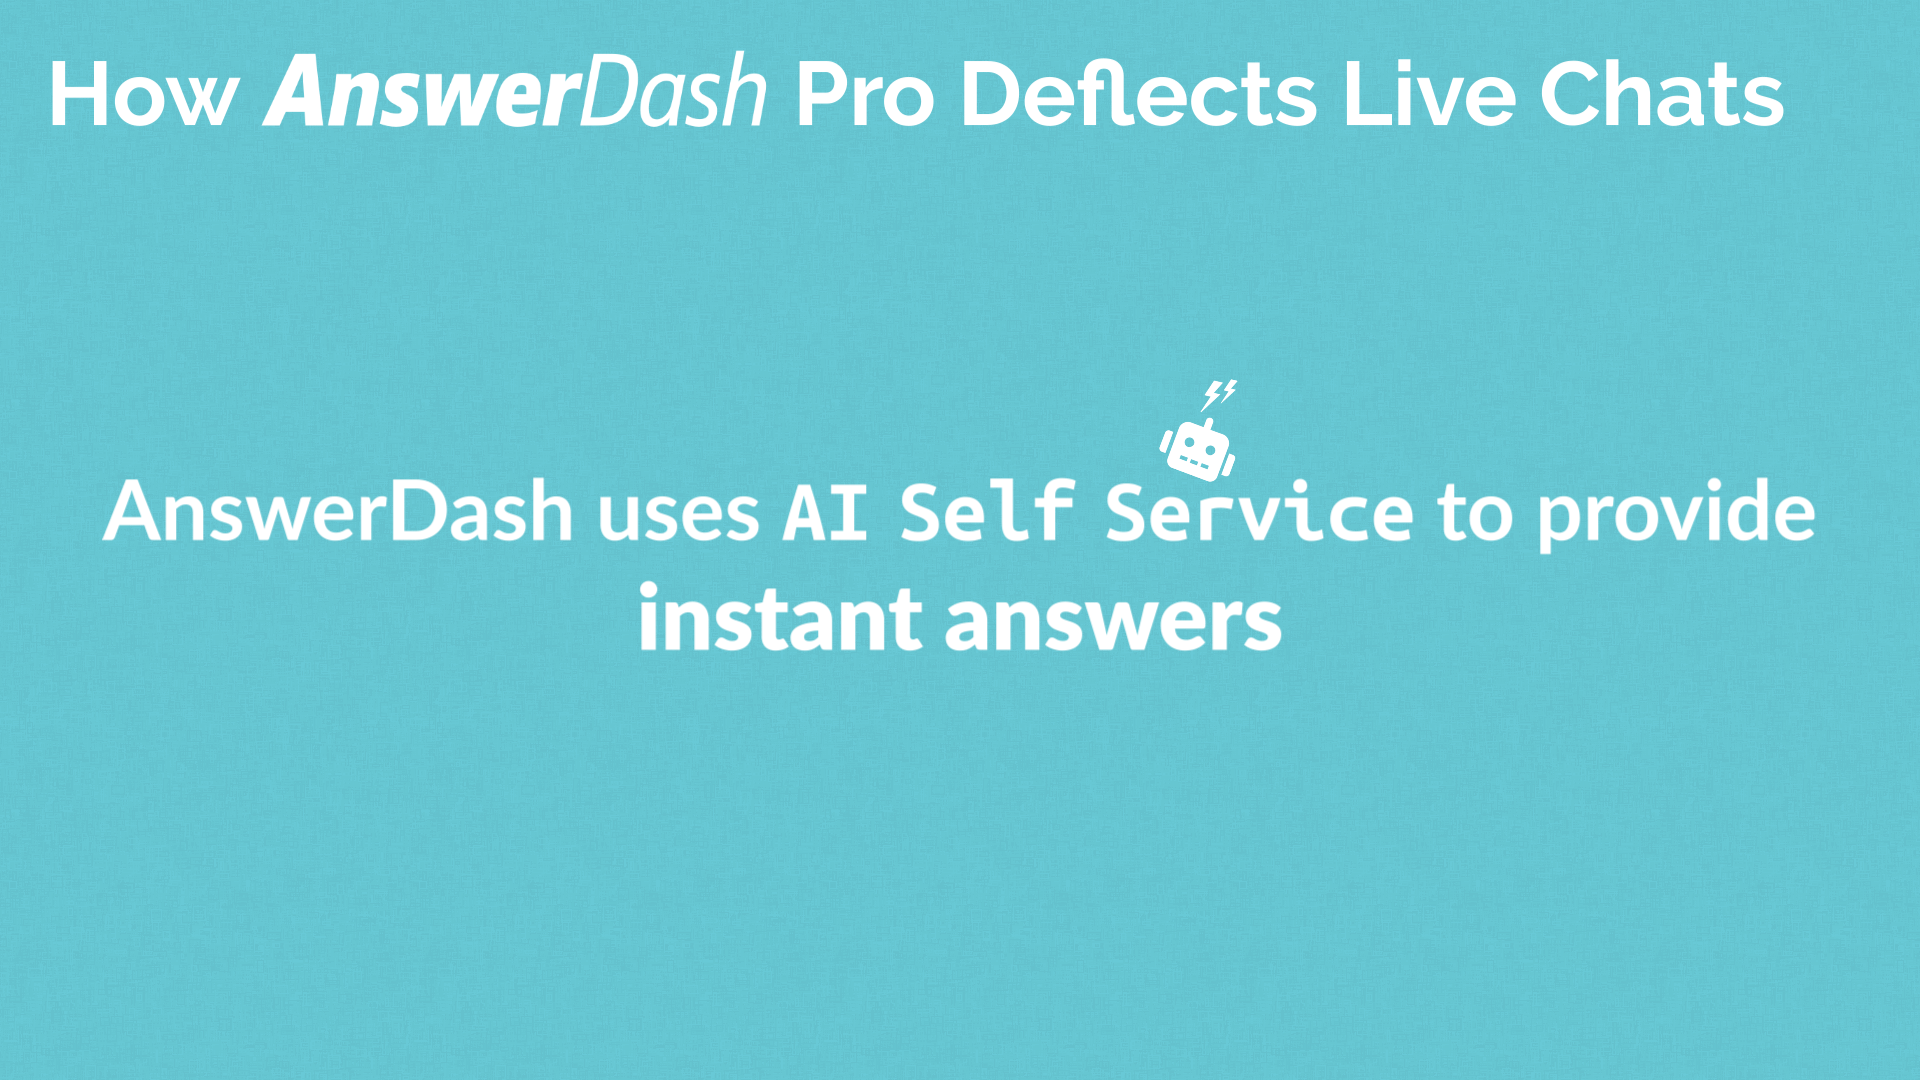 How AnswerDash Pro Deflects Live Chats
AnswerDash uses AI Self Service to provide
instant answers